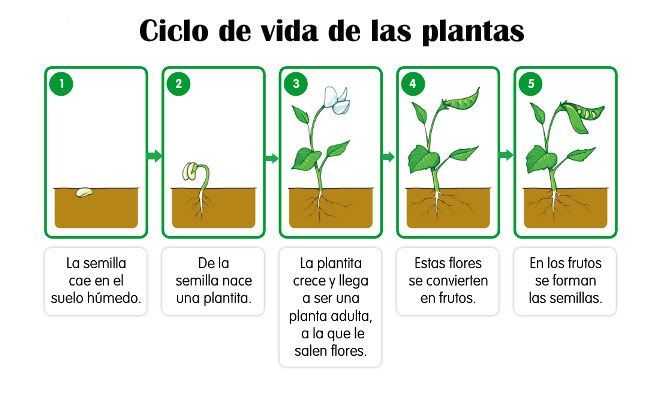 Ciclo de vida de las plantas
1
2
3
4
5
La semilla
cae en el
suelo húmedo.
De la
semilla nace
una plantita.
La plantita
crece y llega
a ser una
planta adulta,
a la que le
salen flores.
Estas flores
se convierten
en frutos.
En los frutos
se forman
las semillas.